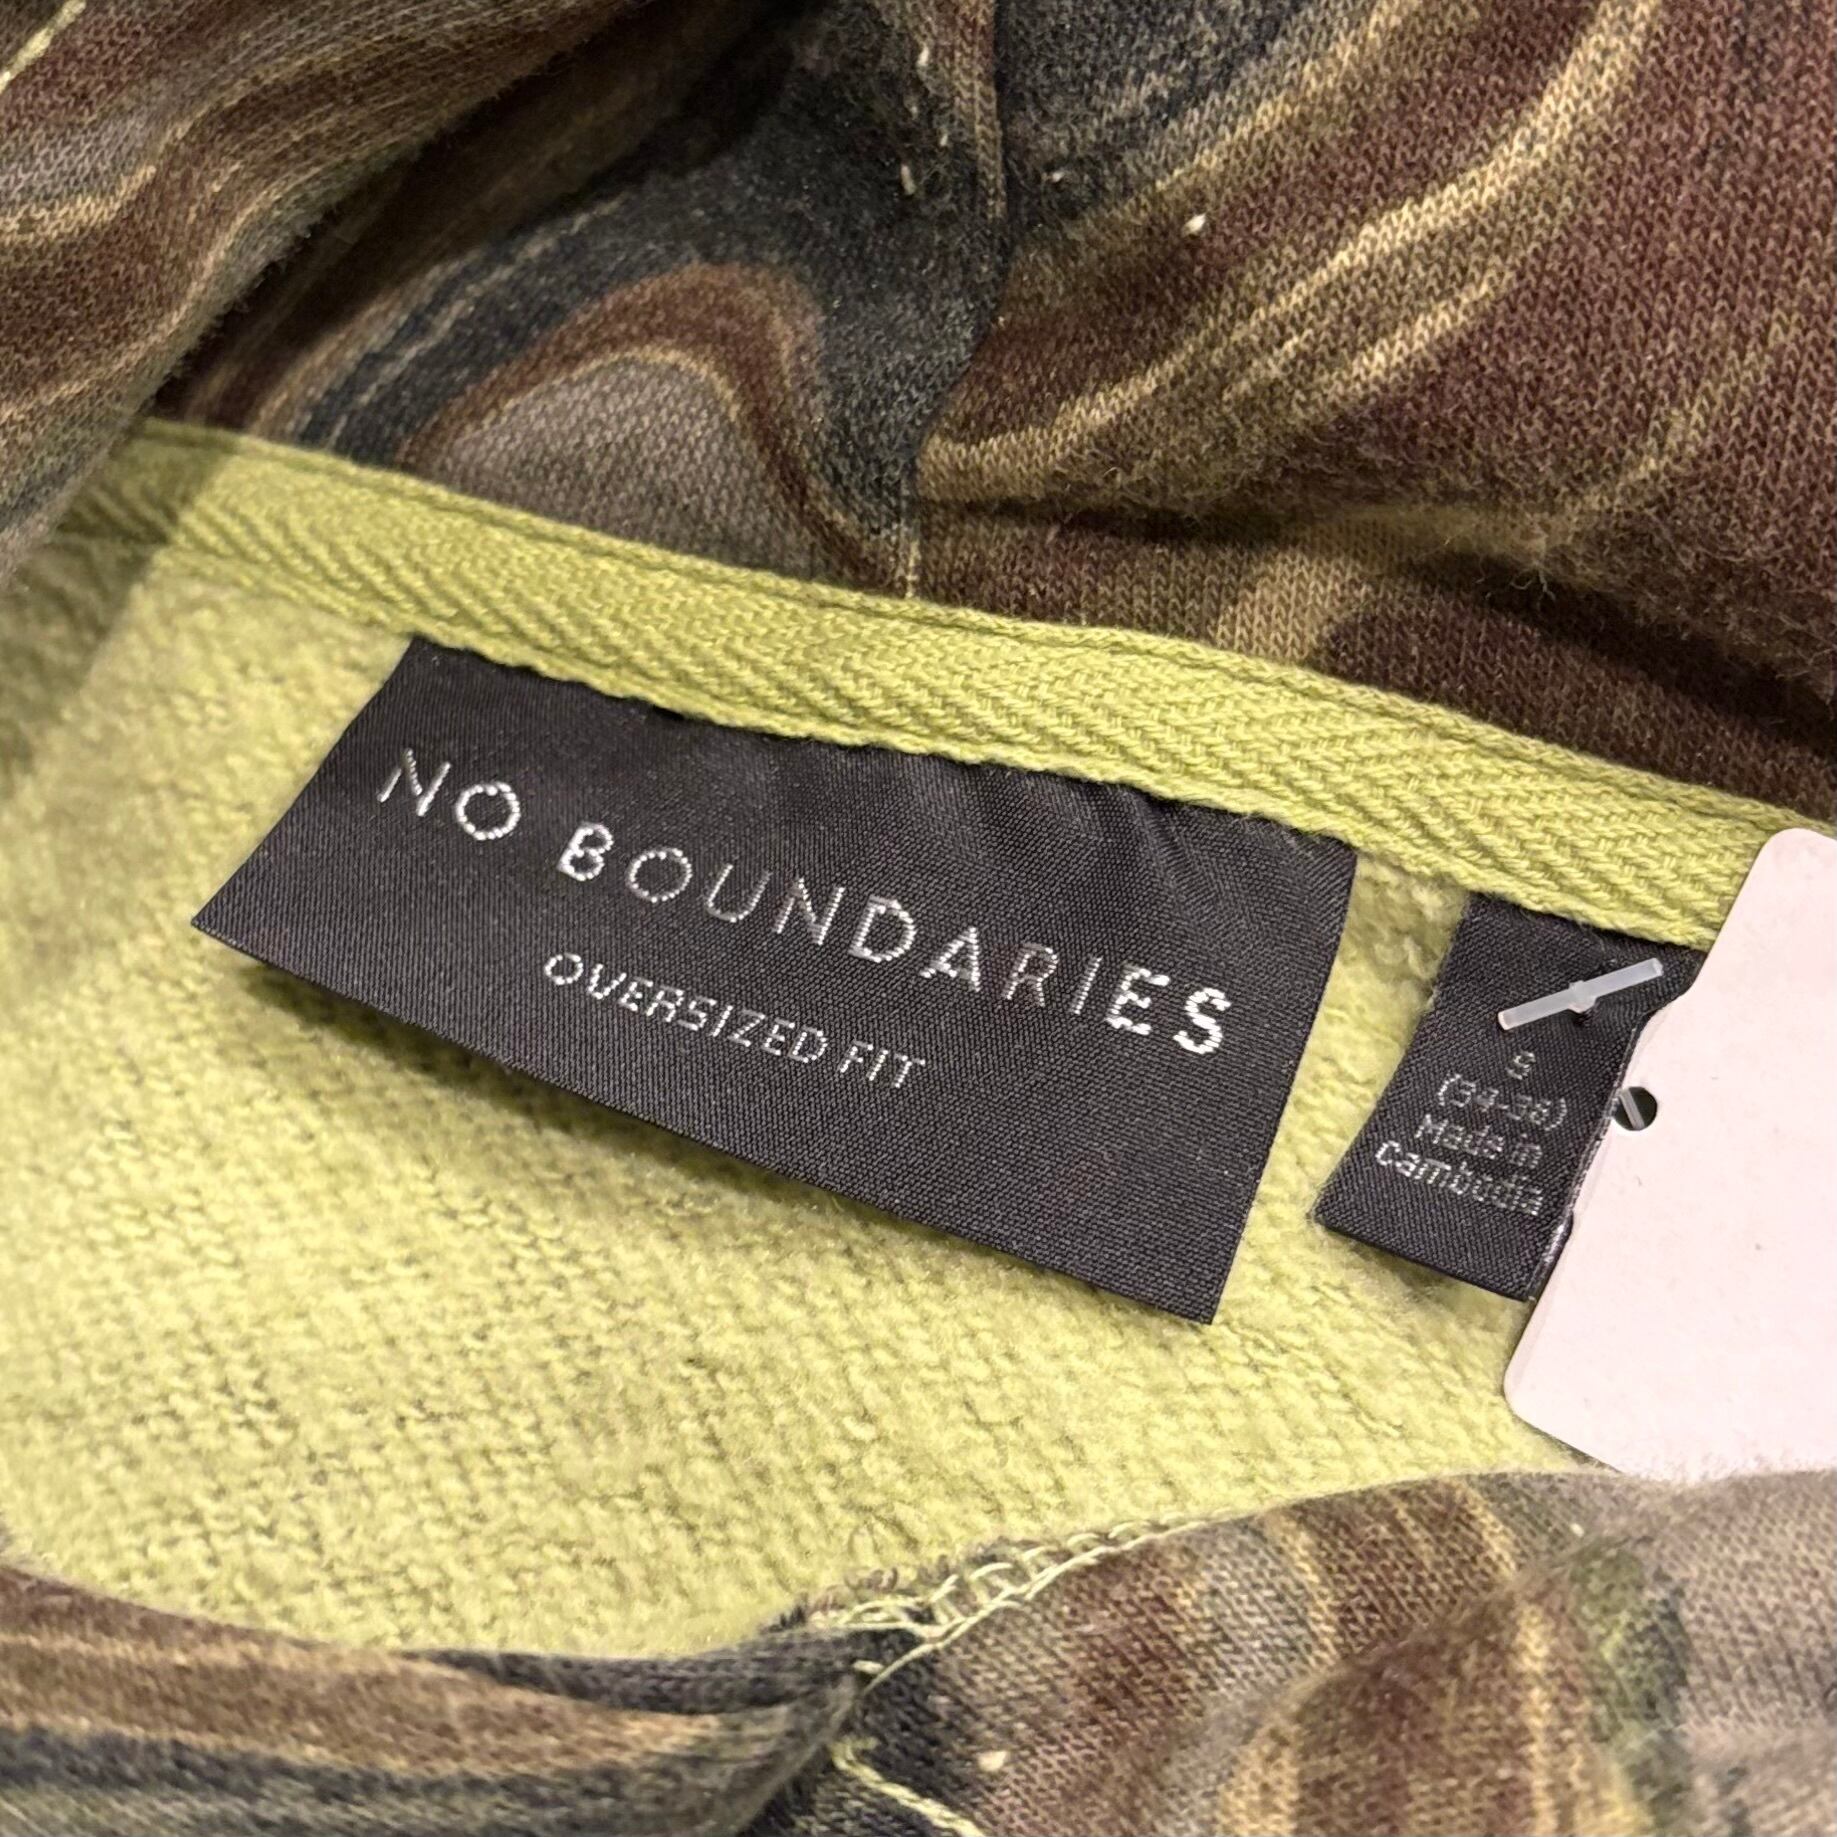 NO BOUNDARIES
OVERSIZED FIT
S
(34-36)
Made in
Cambodia